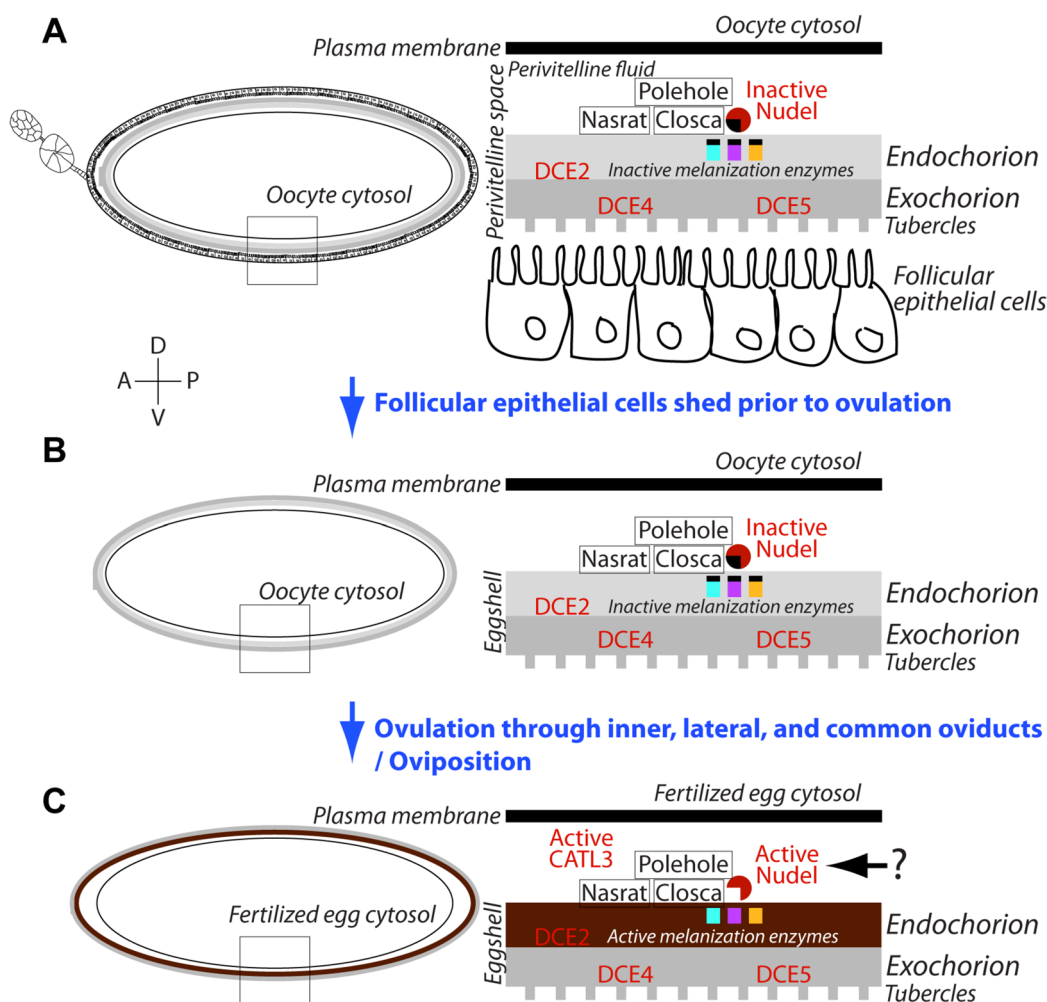 A
Oocyte cytosol
Plasma membrane
Perivitelline space
Perivitelline fluid
Polehole
Inactive
Nudel
Nasrat
Closca
Oocyte cytosol
DCE2
Inactive melanization enzymes
Endochorion
DCE4
DCE5
Exochorion
Tubercles
Follicular
epithelial cells
D
A
P
V
Follicular epithelial cells shed prior to ovulation
B
Oocyte cytosol
Plasma membrane
Polehole
Inactive
Nudel
Nasrat
Closca
Oocyte cytosol
Eggshell
DCE2
Inactive melanization enzymes
Endochorion
DCE4
DCE5
Exochorion
Tubercles
Ovulation through inner, lateral, and common oviducts
/ Oviposition
C
Fertilized egg cytosol
Plasma membrane
Active
CATL3
Polehole
Active
Nudel
?
Nasrat
Closca
Fertilized egg cytosol
Eggshell
DCE2
Active melanization enzymes
Endochorion
DCE4
DCE5
Exochorion
Tubercles